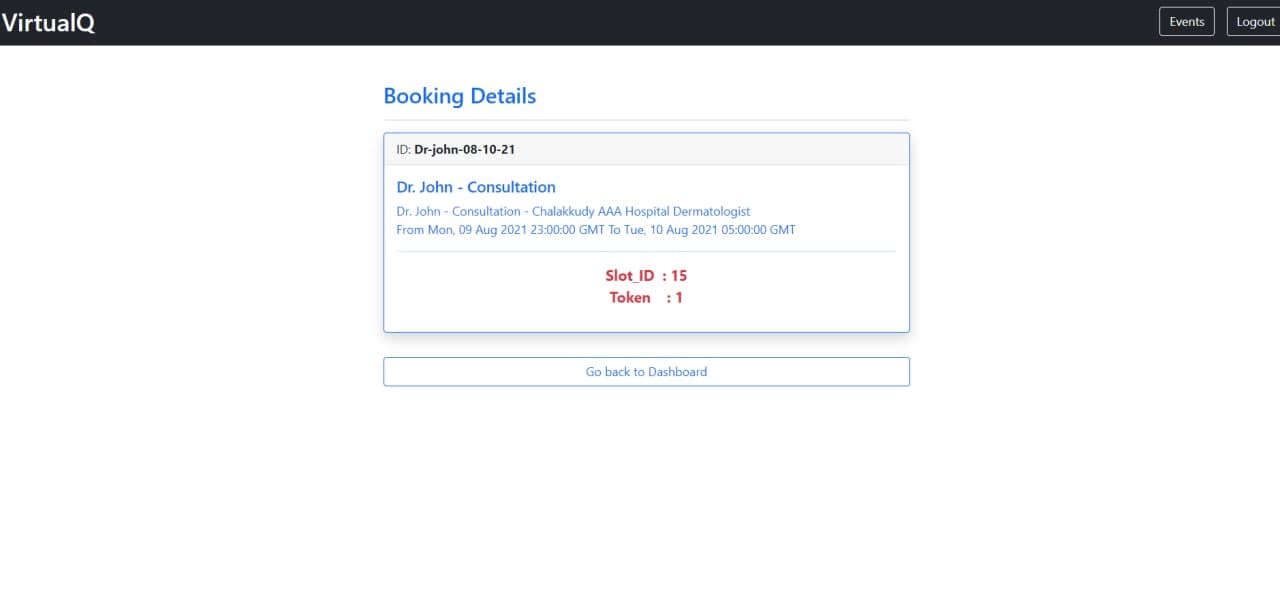 VirtualQ
Events
Logout
Booking Details
ID: Dr-john-08-10-21
Dr. John - Consultation
Dr. John - Consultation - Chalakkudy AAA Hospital Dermatologist
From Mon, 09 Aug 2021 23:00:00 GMT To Tue, 10 Aug 2021 05:00:00 GMT
Slot_ID : 15
Token : 1
Go back to Dashboard